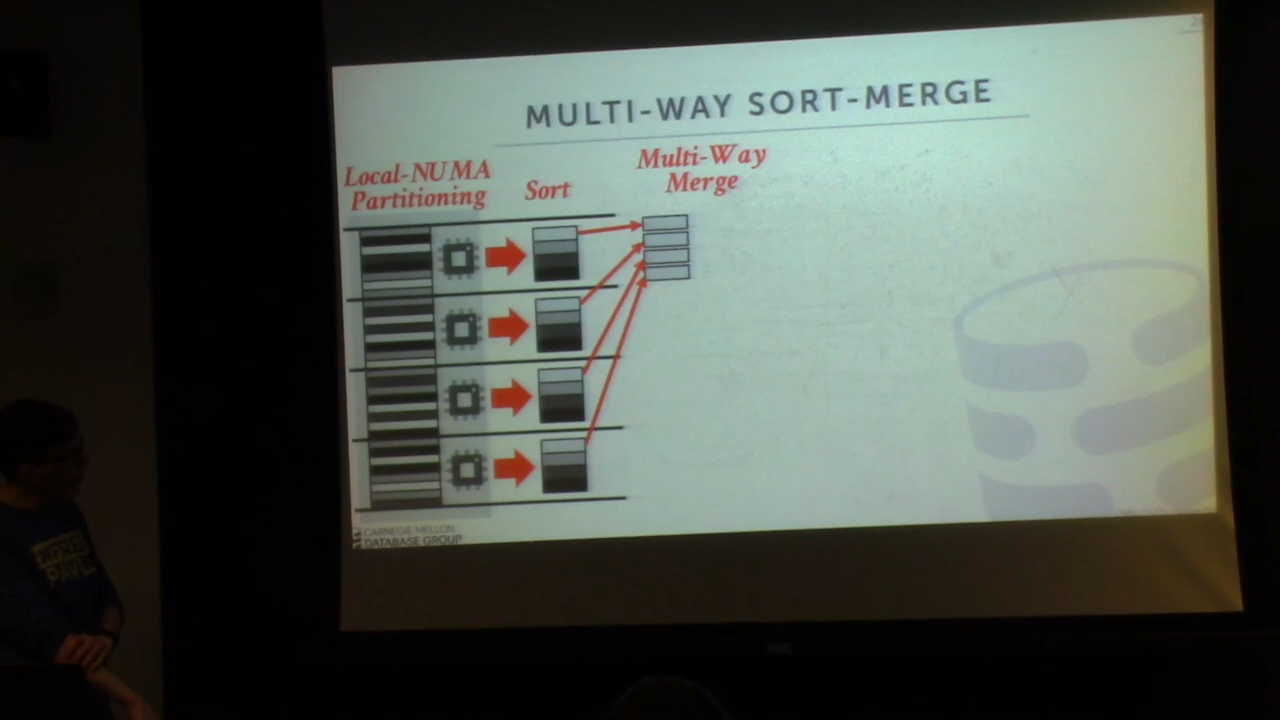 MULTI-WAY SORT-MERGE
Local-NUMA
Partitioning
Sort
Multi-Way
Merge
CARNEGIE MELLON
DATABASE GROUP